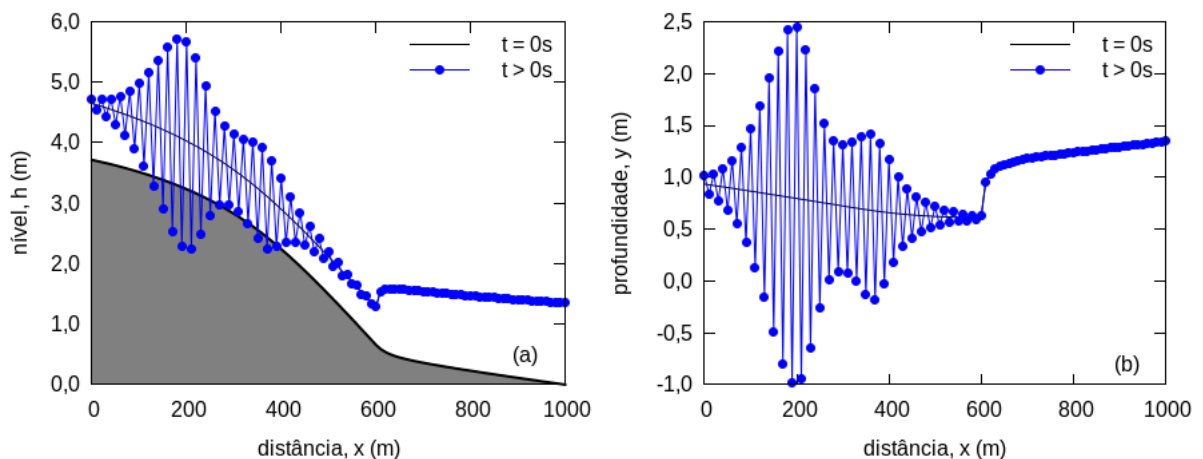 6,0
5,0
4,0
3,0
2,0
1,0
0,0
nível, h (m)
t = 0s
t > 0s
(a)
0 200 400 600 800 1000
distância, x (m)
2,5
2,0
1,5
1,0
0,5
0,0
-0,5
-1,0
profundidade, y (m)
t = 0s
t > 0s
(b)
0 200 400 600 800 1000
distância, x (m)